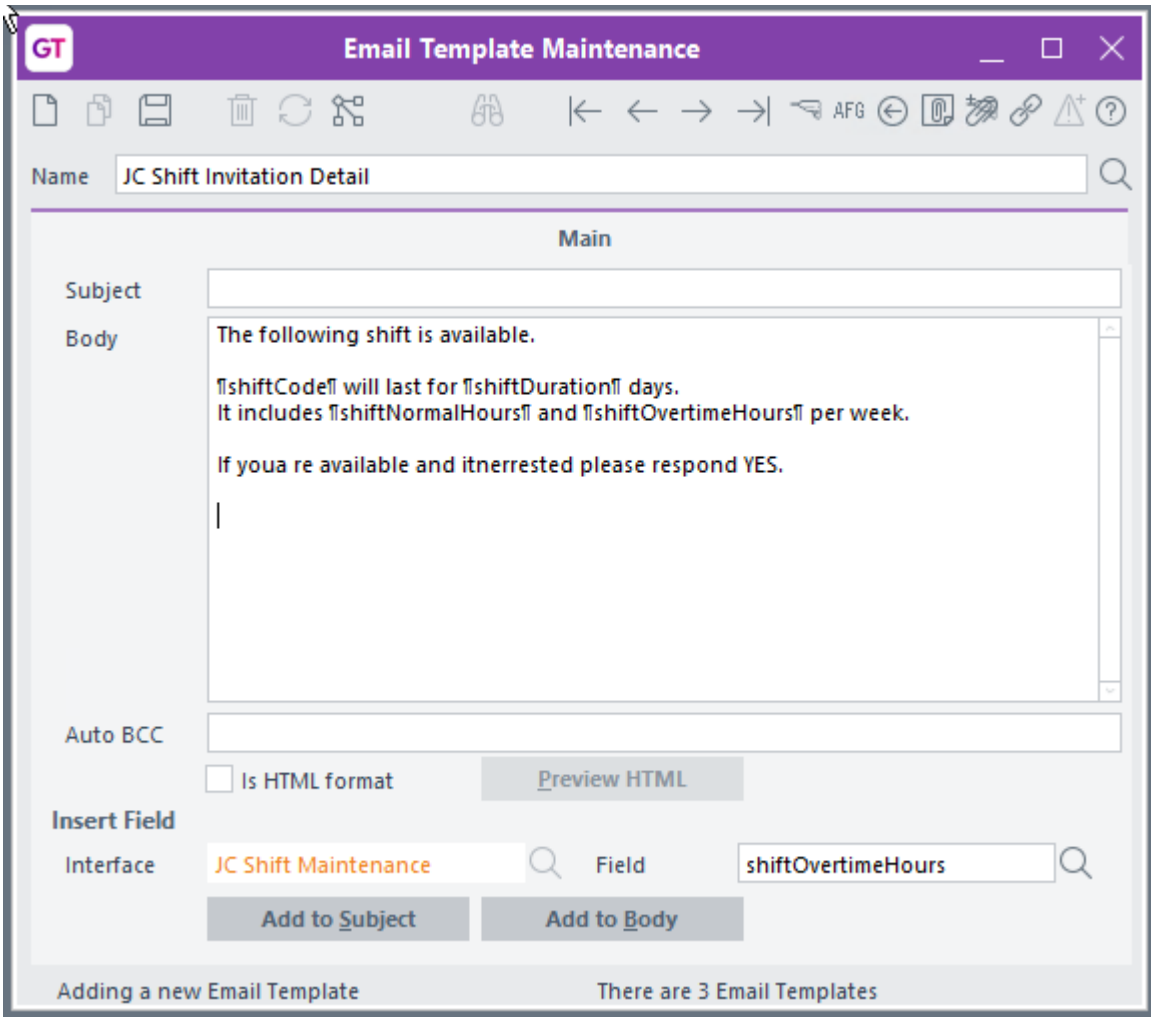 GT
Email Template Maintenance
AFG
Name JC Shift Invitation Detail
Main
Subject
Body
The following shift is available.
¶shiftCode¶ will last for ¶shiftDuration¶ days.
It includes ¶shiftNormalHours¶ and ¶shiftOvertimeHours¶ per week.
If youa re available and itnerrested please respond YES.
Auto BCC
Is HTML format Preview HTML
Insert Field
Interface JC Shift Maintenance Field shiftOvertimeHours
Add to Subject Add to Body
Adding a new Email Template There are 3 Email Templates